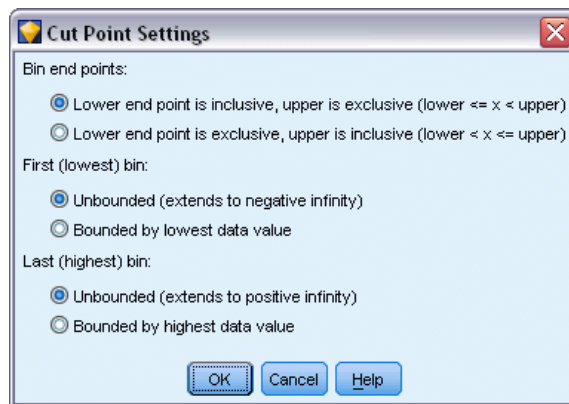 Cut Point Settings
Bin end points:
Lower end point is inclusive, upper is exclusive (lower <= x < upper)
Lower end point is exclusive, upper is inclusive (lower < x <= upper)
First (lowest) bin:
Unbounded (extends to negative infinity)
Bounded by lowest data value
Last (highest) bin:
Unbounded (extends to positive infinity)
Bounded by highest data value
OK Cancel Help